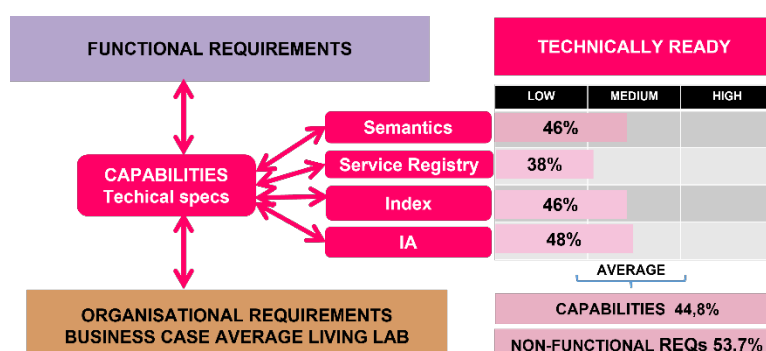 FUNCTIONAL REQUIREMENTS
TECHNICALLY READY
LOW MEDIUM HIGH
Semantics 46%
Service Registry 38%
CAPABILITIES
Techical specs
Index 46%
IA 48%
AVERAGE
CAPABILITIES 44,8%
ORGANISATIONAL REQUIREMENTS
BUSINESS CASE AVERAGE LIVING LAB
NON-FUNCTIONAL REQs 53.7%